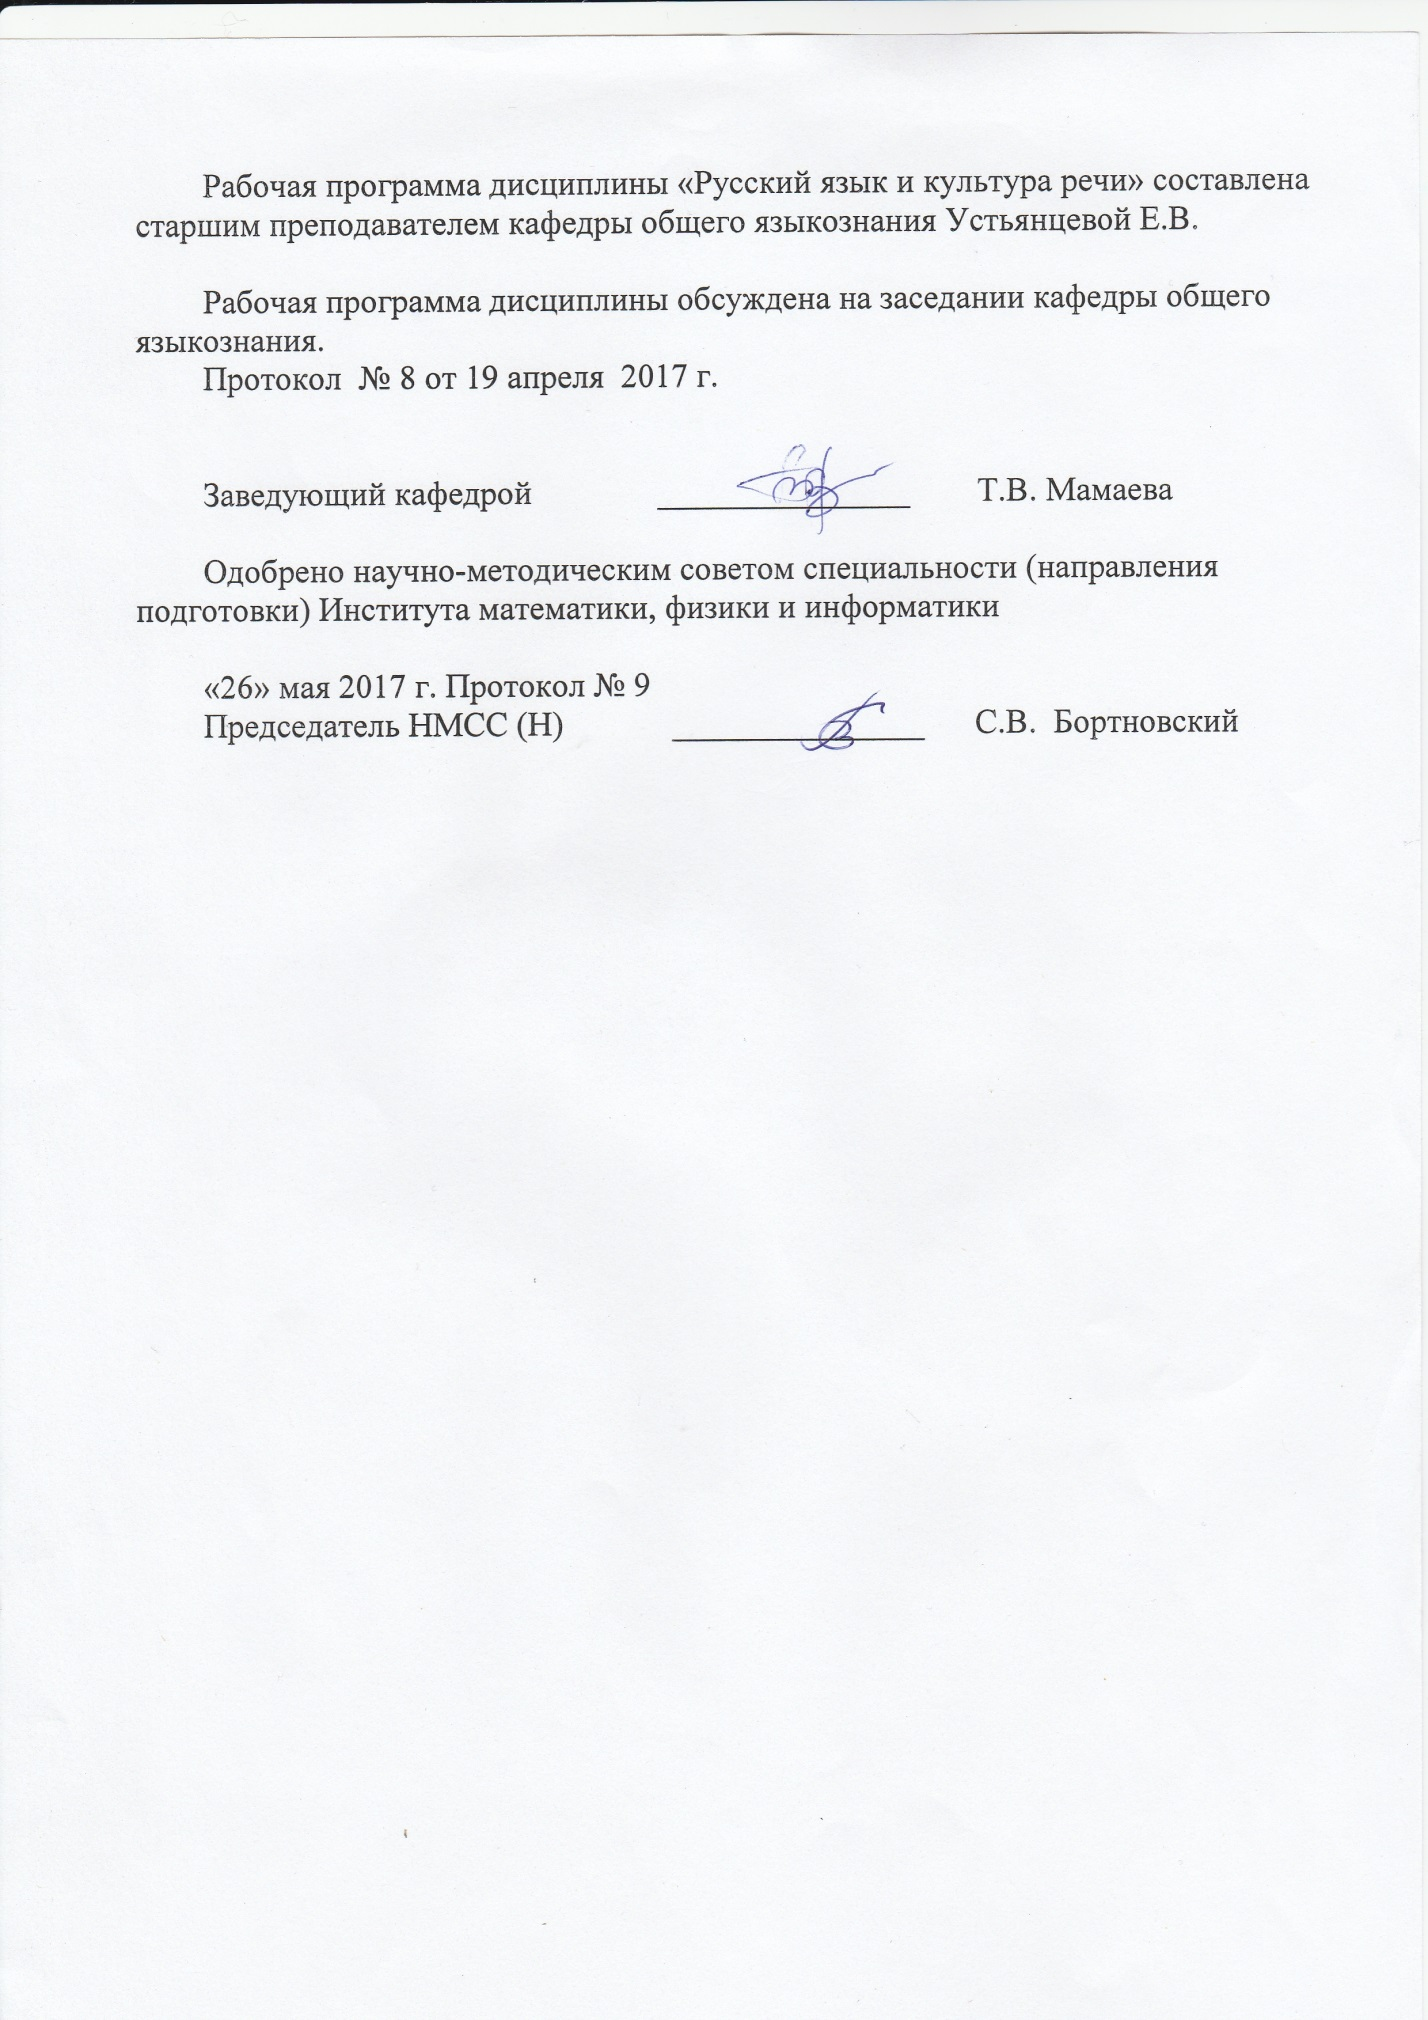 Рабочая программа дисциплины «Русский язык и культура речи» составлена
старшим преподавателем кафедры общего языкознания Устьянцевой Е.В.
Рабочая программа дисциплины обсуждена на заседании кафедры общего
языкознания.
Протокол № 8 от 19 апреля 2017 г.
Заведующий кафедрой Т.В. Мамаева
Одобрено научно-методическим советом специальности (направления
подготовки) Института математики, физики и информатики
«26» мая 2017 г. Протокол № 9
Председатель НМСС (Н) С.В. Бортновский